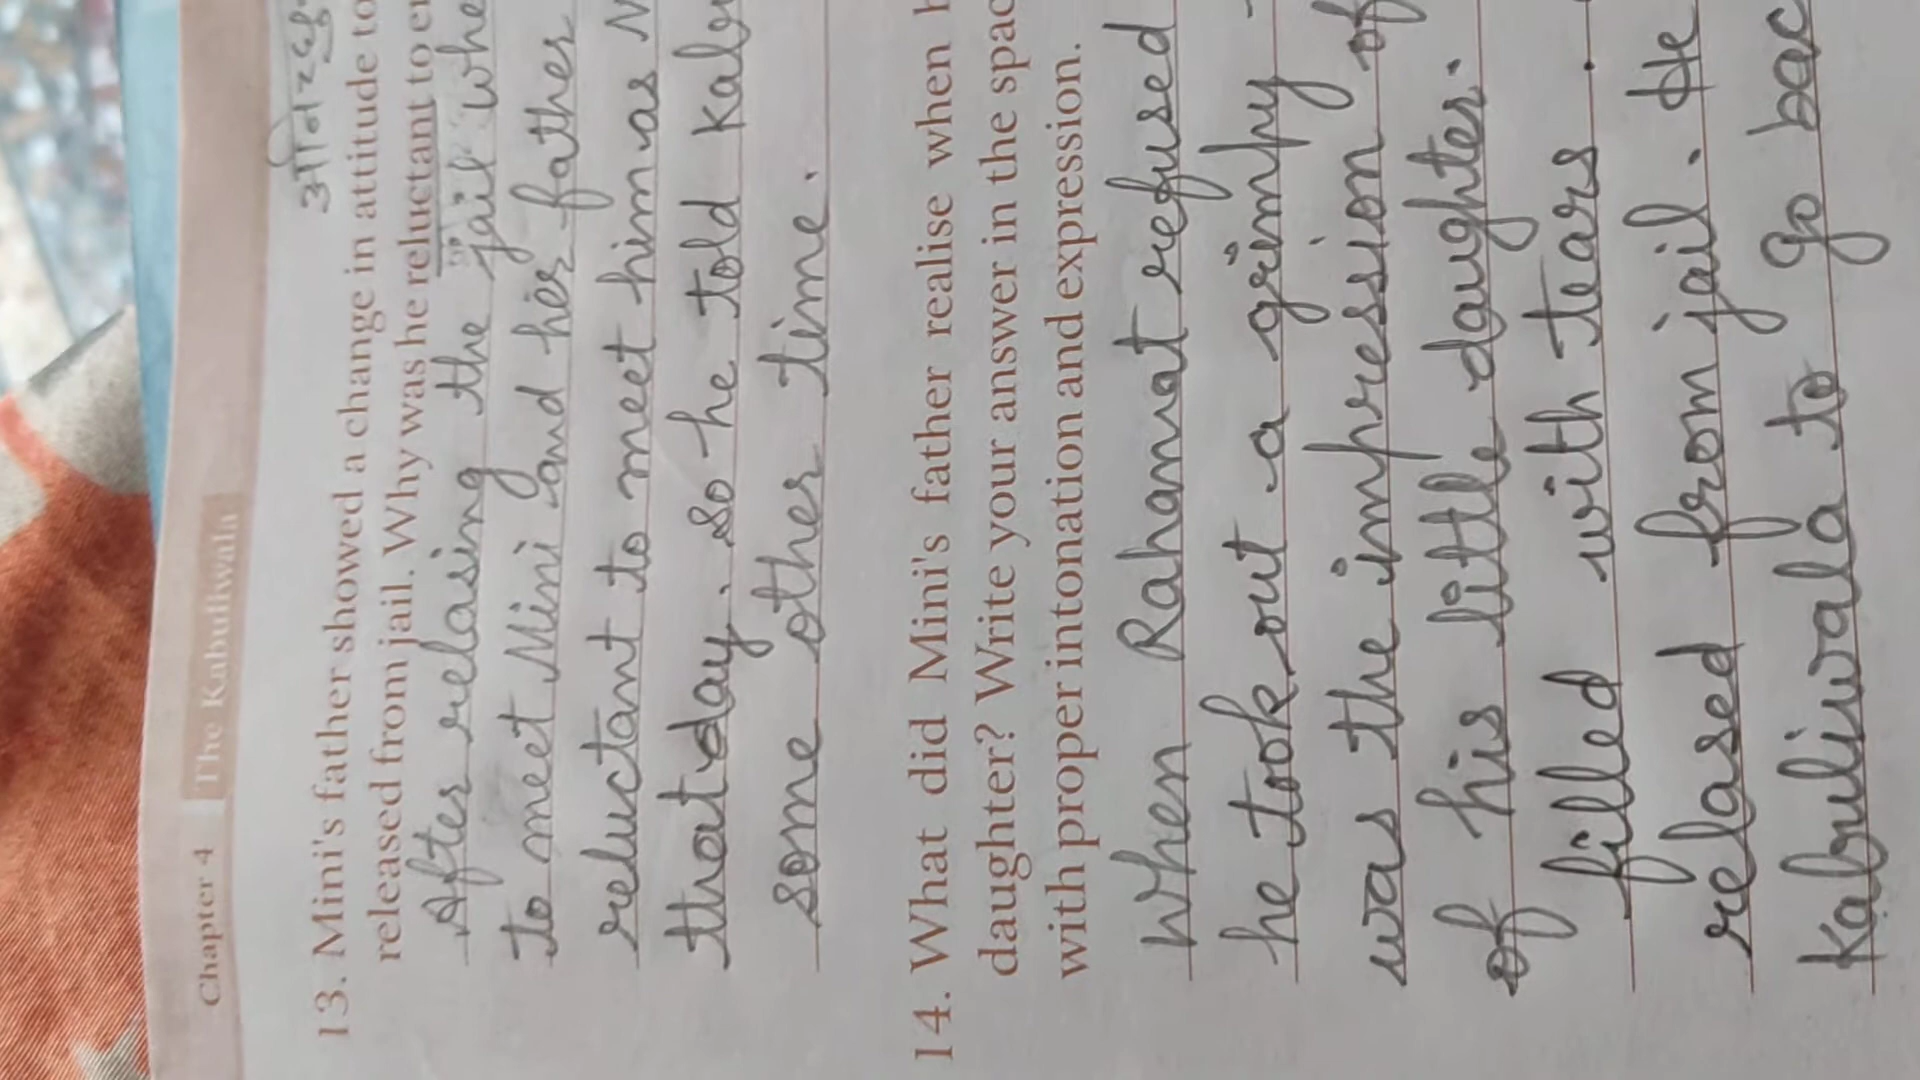 Chapter 4 The Kabuliwala
13. Mini's father showed a change in attitude to
released from jail. Why was he reluctant to
After relasing the jail whe
to meet Mini and her father
reluctant to meet him as
that day. so he told
some other time.
14. What did Mini's father realise when
daughter? Write your answer in the
with proper intonation and expression.
When Rahamat refused
he took out a grimpy
was the impression of
of his little daughter.
filled with tears.
relased from jail. He
Kabuliwala to go